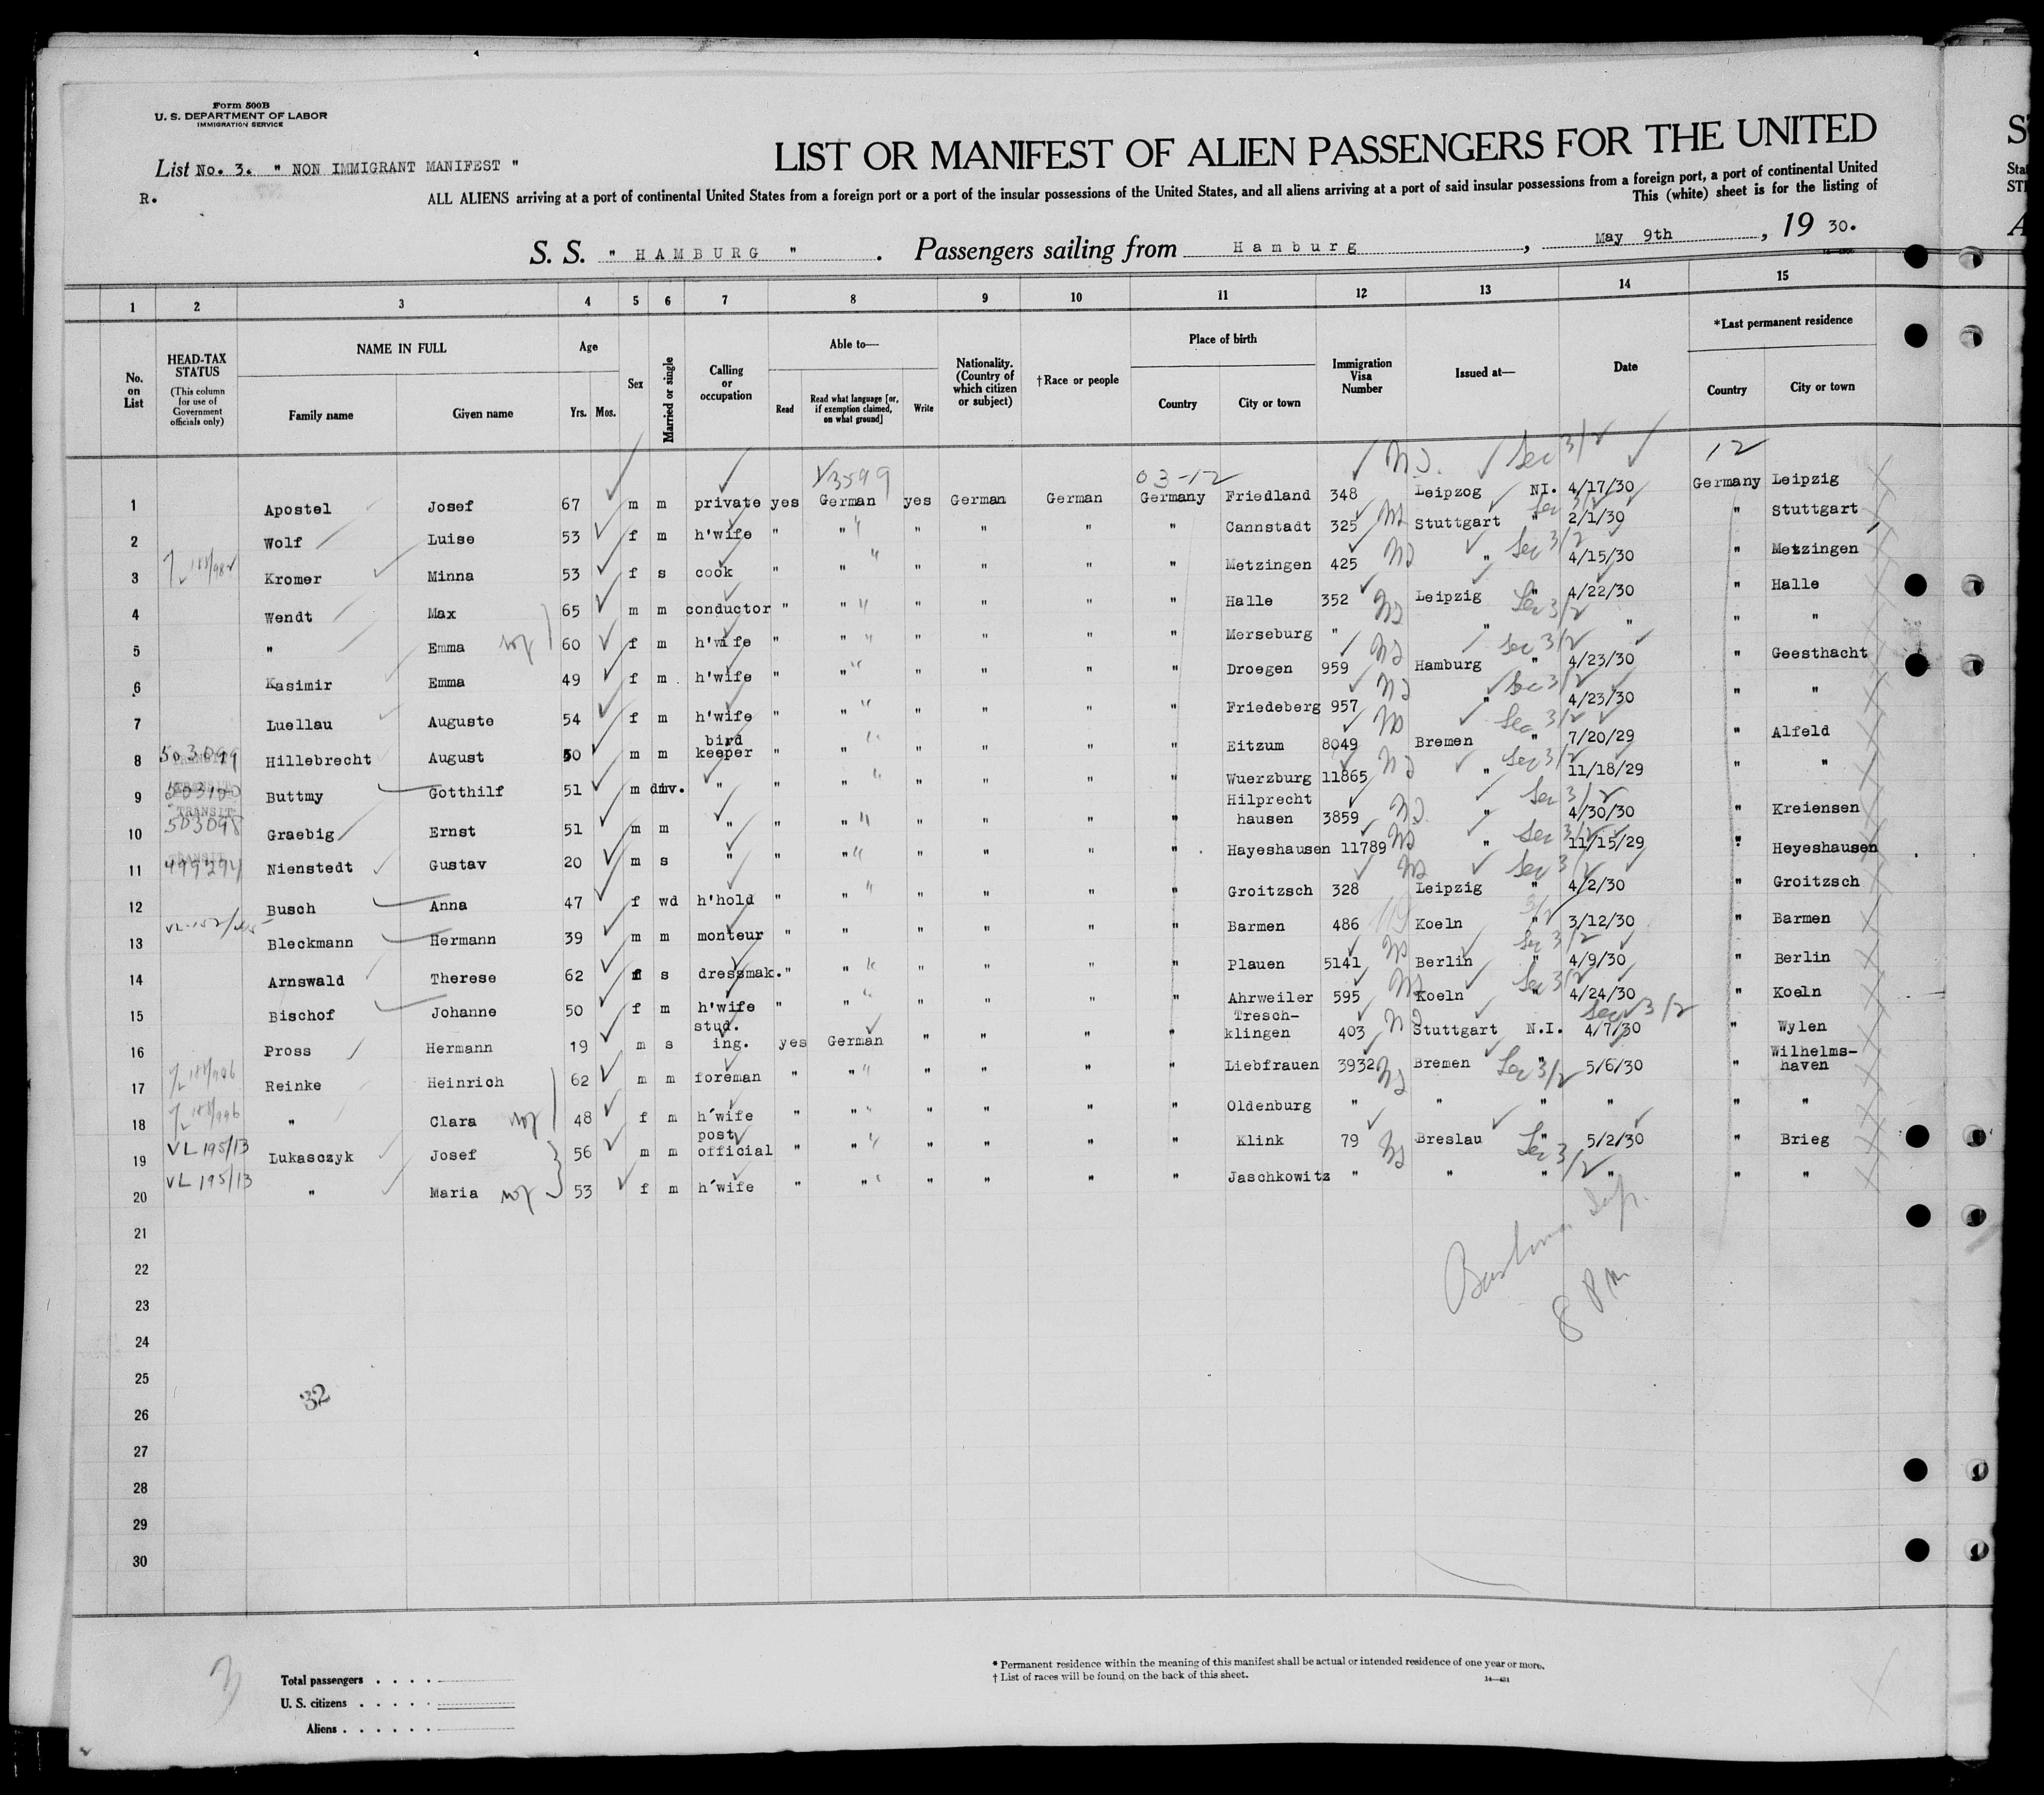 Form 500B
U. S. DEPARTMENT OF LABOR
IMMIGRATION SERVICE
List No. 3. " NON IMMIGRANT MANIFEST "
R.
LIST OR MANIFEST OF ALIEN PASSENGERS FOR THE UNITED
ALL ALIENS arriving at a port of continental United States from a foreign port or a port of the insular possessions of the United States, and all aliens arriving at a port of said insular possessions from a foreign port, a port of continental United
This (white) sheet is for the listing of
S. S. " HAMBURG " . Passengers sailing from Hamburg , May 9th , 19 30.
1 2 3 4 5 6 7 8 9 10 11 12 13 14 15
No. on List
HEAD-TAX STATUS (This column for use of Government officials only)
NAME IN FULL Family name Given name
Age Yrs. Mos.
Sex
Married or single
Calling or occupation
Able to— Read Read what language [or, if exemption claimed, on what ground] Write
Nationality. (Country of which citizen or subject)
†Race or people
Place of birth Country City or town
Immigration Visa Number
Issued at—
Date
*Last permanent residence Country City or town
V3599 03-12 Sec 3/2 12
1 Apostel Josef 67 m m private yes German yes German German Germany Friedland 348 Leipzog NI. 4/17/30 Germany Leipzig
2 Wolf Luise 53 f m h'wife " " " " " " Cannstadt 325 Stuttgart " 2/1/30 " Stuttgart
3 Kromer Minna 53 f s cook " " " " " " Metzingen 425 " 4/15/30 " Metzingen
4 Wendt Max 65 m m conductor " " " " " " Halle 352 Leipzig " 4/22/30 " Halle
5 " Emma 60 f m h'wife " " " " " " Merseburg " " " " "
6 Kasimir Emma 49 f m . h'wife " " " " " " Droegen 959 Hamburg " 4/23/30 " Geesthacht
7 Luellau Auguste 54 f m h'wife " " " " " " Friedeberg 957 " 4/23/30 " "
8 503099 Hillebrecht August 50 m m bird keeper " " " " " " Eitzum 8049 Bremen 7/20/29 " Alfeld
9 503100 Buttmy Gotthilf 51 m div. " " " " " " " Wuerzburg 11865 " 11/18/29 " "
TRANSIT
10 503098 Graebig Ernst 51 m m " " " " " " " Hilprecht hausen 3859 " 4/30/30 " Kreiensen
11 499294 Nienstedt Gustav 20 m s " " " " " " " Hayeshausen 11789 " 11/15/29 " Heyeshausen
12 Busch Anna 47 f wd h'hold " " " " " " Groitzsch 328 Leipzig " 4/2/30 " Groitzsch
13 Bleckmann Hermann 39 m m monteur " " " " " " Barmen 486 Koeln " 3/12/30 " Barmen
14 Arnswald Therese 62 f s dressmak. " " " " " " Plauen 5141 Berlin " 4/9/30 " Berlin
15 Bischof Johanne 50 f m h'wife " " " " " " Ahrweiler 595 Koeln 4/24/30 " Koeln
16 Pross Hermann 19 m s stud. ing. yes German " " " " Tresch-klingen 403 Stuttgart N.I. 4/7/30 " Wylen
17 Reinke Heinrich 62 m m foreman " " " " " " Liebfrauen 3932 Bremen " 5/6/30 " Wilhelms-haven
18 " Clara 48 f m h'wife " " " " " " Oldenburg " " " " " "
19 VL 195/13 Lukasczyk Josef 56 m m post official " " " " " " Klink 79 Breslau " 5/2/30 " Brieg
20 VL 195/13 " Maria 53 f m h'wife " " " " " " Jaschkowitz " " " " " "
21
22
23
8 PM
24
25
32
26
27
28
29
30
3
Total passengers . . . .
U. S. citizens . . . . .
Aliens . . . . . .
* Permanent residence within the meaning of this manifest shall be actual or intended residence of one year or more.
† List of races will be found on the back of this sheet.